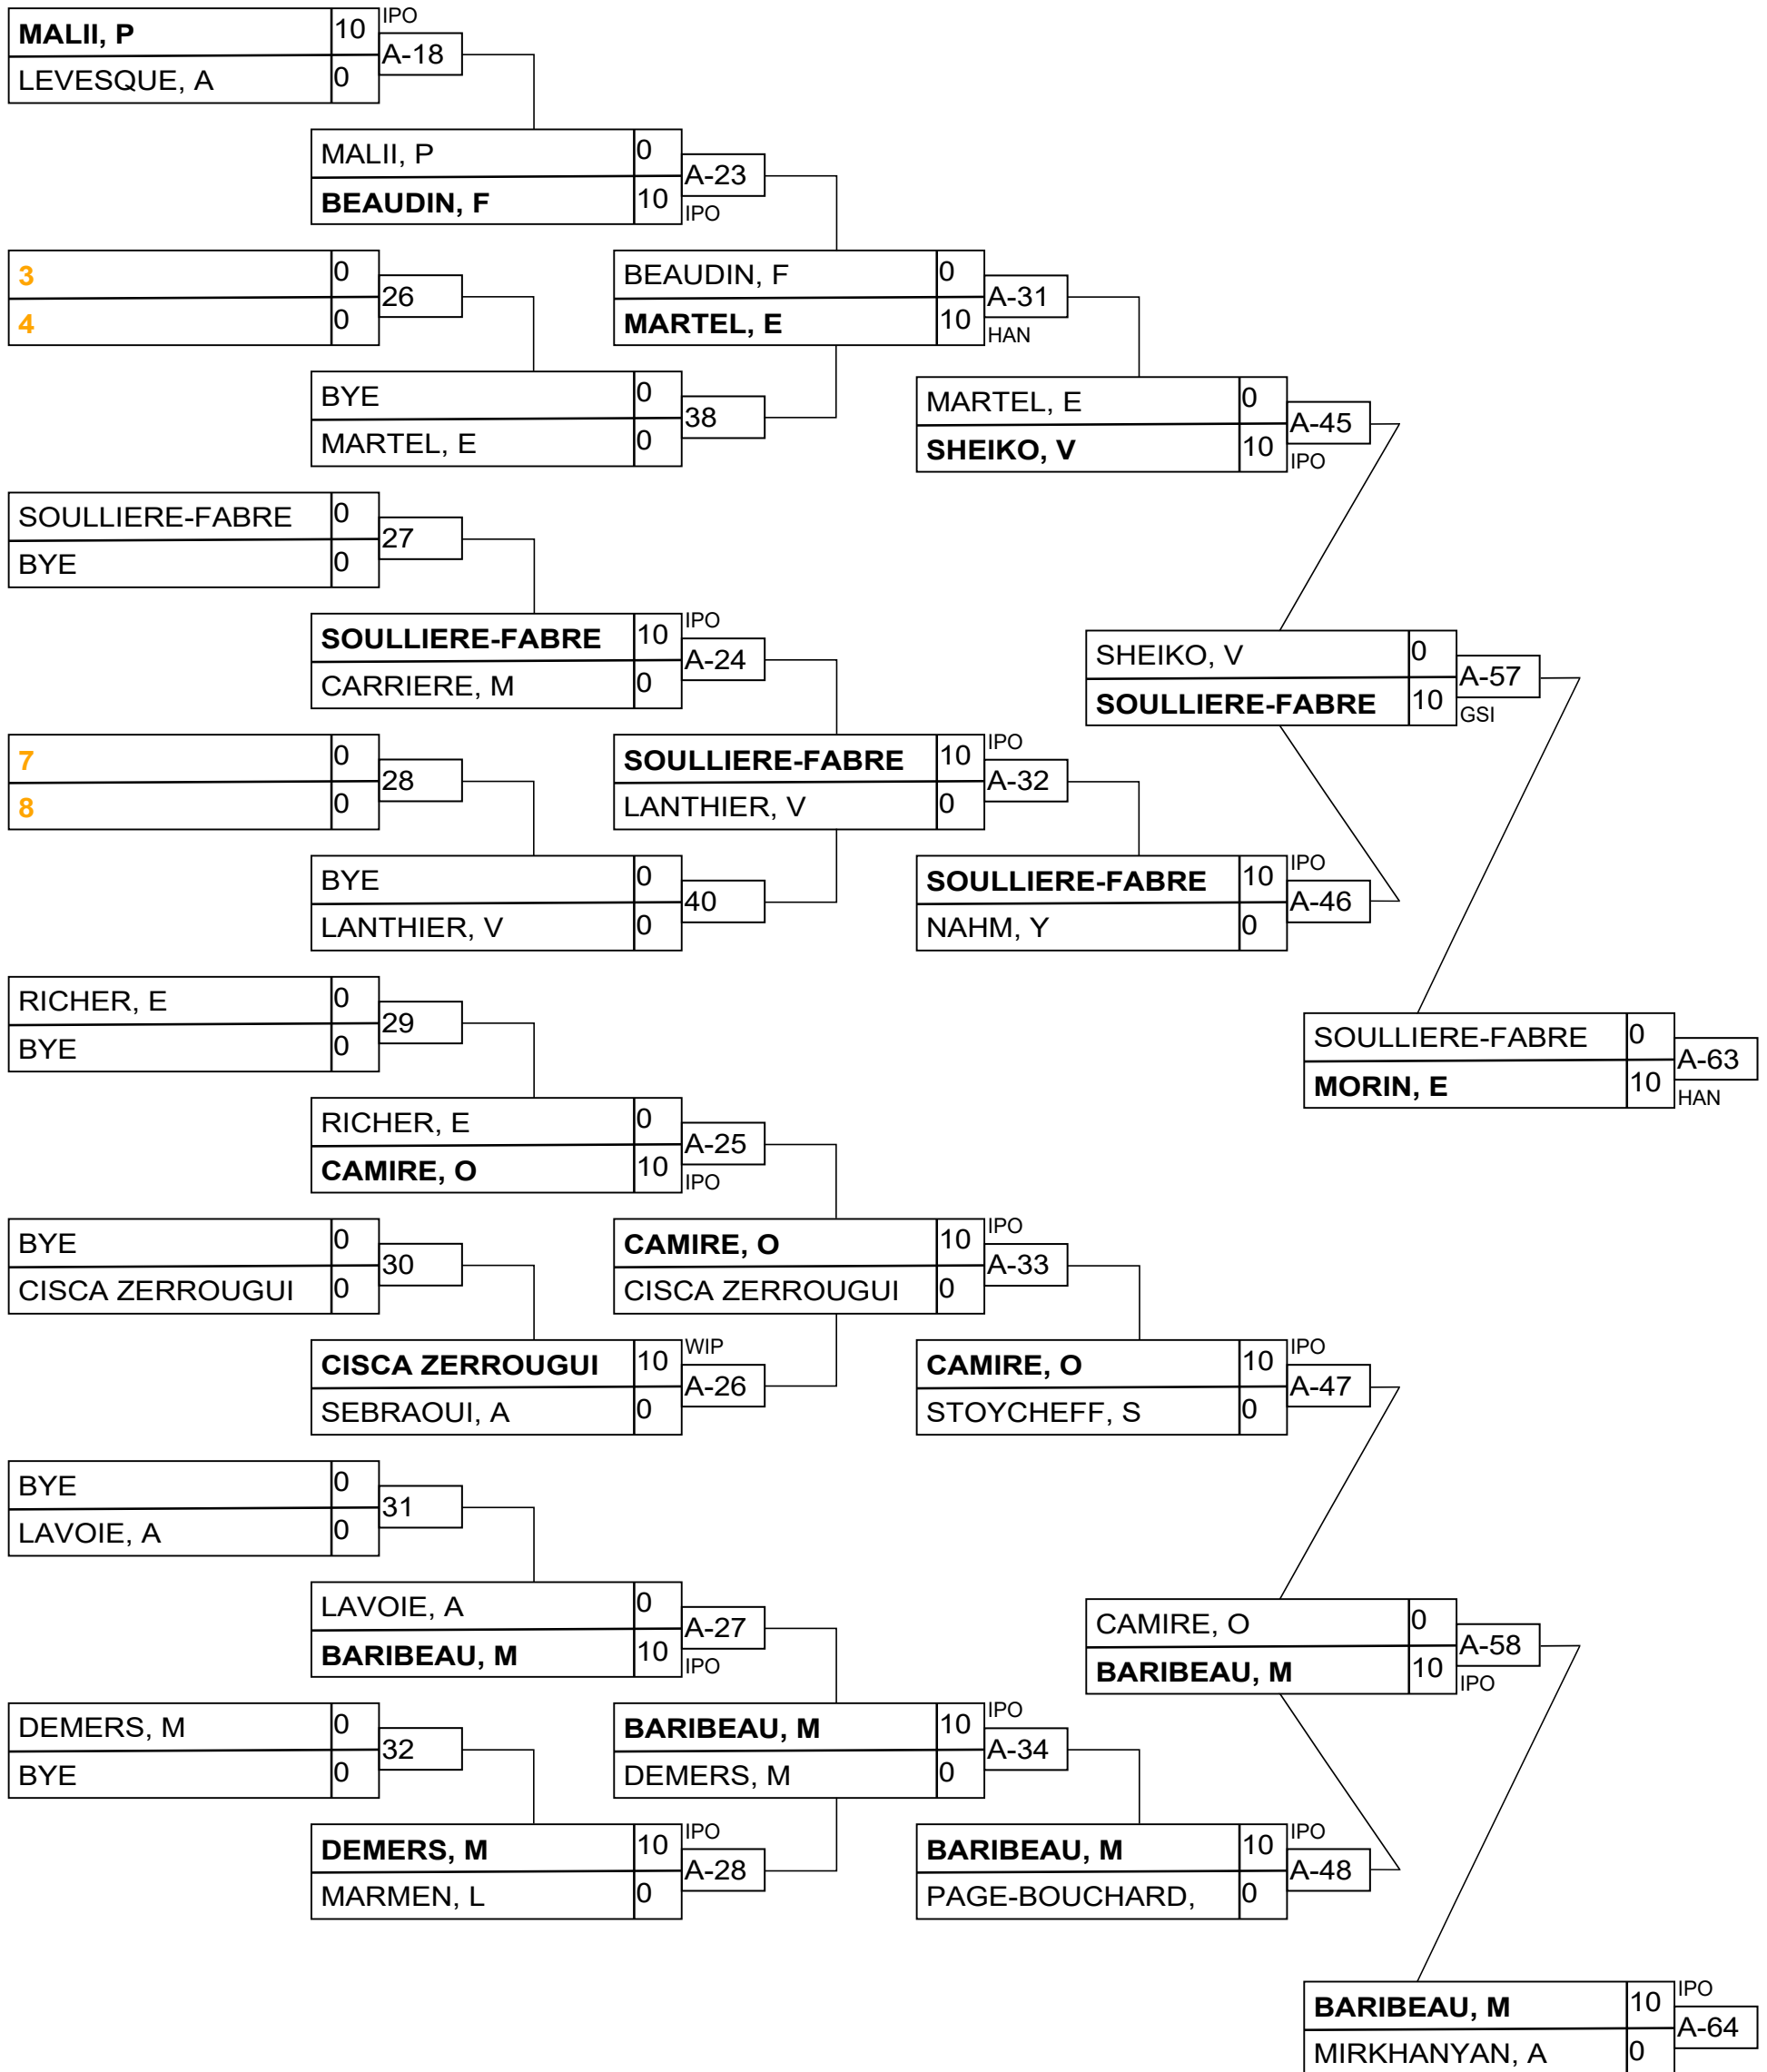 MALII, P 10 IPO
A-18
LEVESQUE, A 0
MALII, P 0
A-23
BEAUDIN, F 10 IPO
3 0
26
4 0
BEAUDIN, F 0
A-31
MARTEL, E 10 HAN
BYE 0
38
MARTEL, E 0
MARTEL, E 0
A-45
SHEIKO, V 10 IPO
SOULLIERE-FABRE 0
27
BYE 0
SOULLIERE-FABRE 10 IPO
A-24
CARRIERE, M 0
SHEIKO, V 0
A-57
SOULLIERE-FABRE 10 GSI
7 0
28
8 0
SOULLIERE-FABRE 10 IPO
A-32
LANTHIER, V 0
BYE 0
40
LANTHIER, V 0
SOULLIERE-FABRE 10 IPO
A-46
NAHM, Y 0
RICHER, E 0
29
BYE 0
SOULLIERE-FABRE 0
A-63
MORIN, E 10 HAN
RICHER, E 0
A-25
CAMIRE, O 10 IPO
BYE 0
30
CISCA ZERROUGUI 0
CAMIRE, O 10 IPO
A-33
CISCA ZERROUGUI 0
CISCA ZERROUGUI 10 WIP
A-26
SEBRAOUI, A 0
CAMIRE, O 10 IPO
A-47
STOYCHEFF, S 0
BYE 0
31
LAVOIE, A 0
LAVOIE, A 0
A-27
BARIBEAU, M 10 IPO
CAMIRE, O 0
A-58
BARIBEAU, M 10 IPO
DEMERS, M 0
32
BYE 0
BARIBEAU, M 10 IPO
A-34
DEMERS, M 0
DEMERS, M 10 IPO
A-28
MARMEN, L 0
BARIBEAU, M 10 IPO
A-48
PAGE-BOUCHARD, 0
BARIBEAU, M 10 IPO
A-64
MIRKHANYAN, A 0